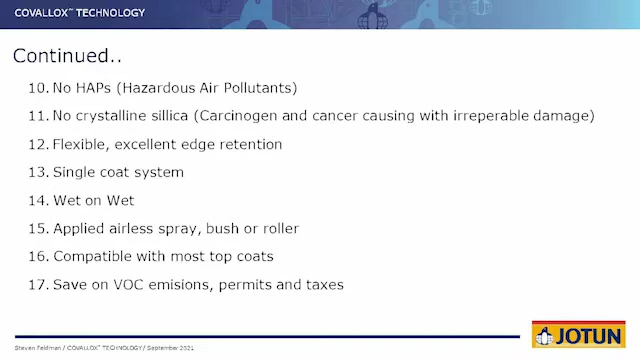 COVALLOX™ TECHNOLOGY
Continued..
10. No HAPs (Hazardous Air Pollutants)
11. No crystalline sillica (Carcinogen and cancer causing with irreperable damage)
12. Flexible, excellent edge retention
13. Single coat system
14. Wet on Wet
15. Applied airless spray, bush or roller
16. Compatible with most top coats
17. Save on VOC emisions, permits and taxes
Steven Feldman / COVALLOX™ TECHNOLOGY/ September 2021
JOTUN